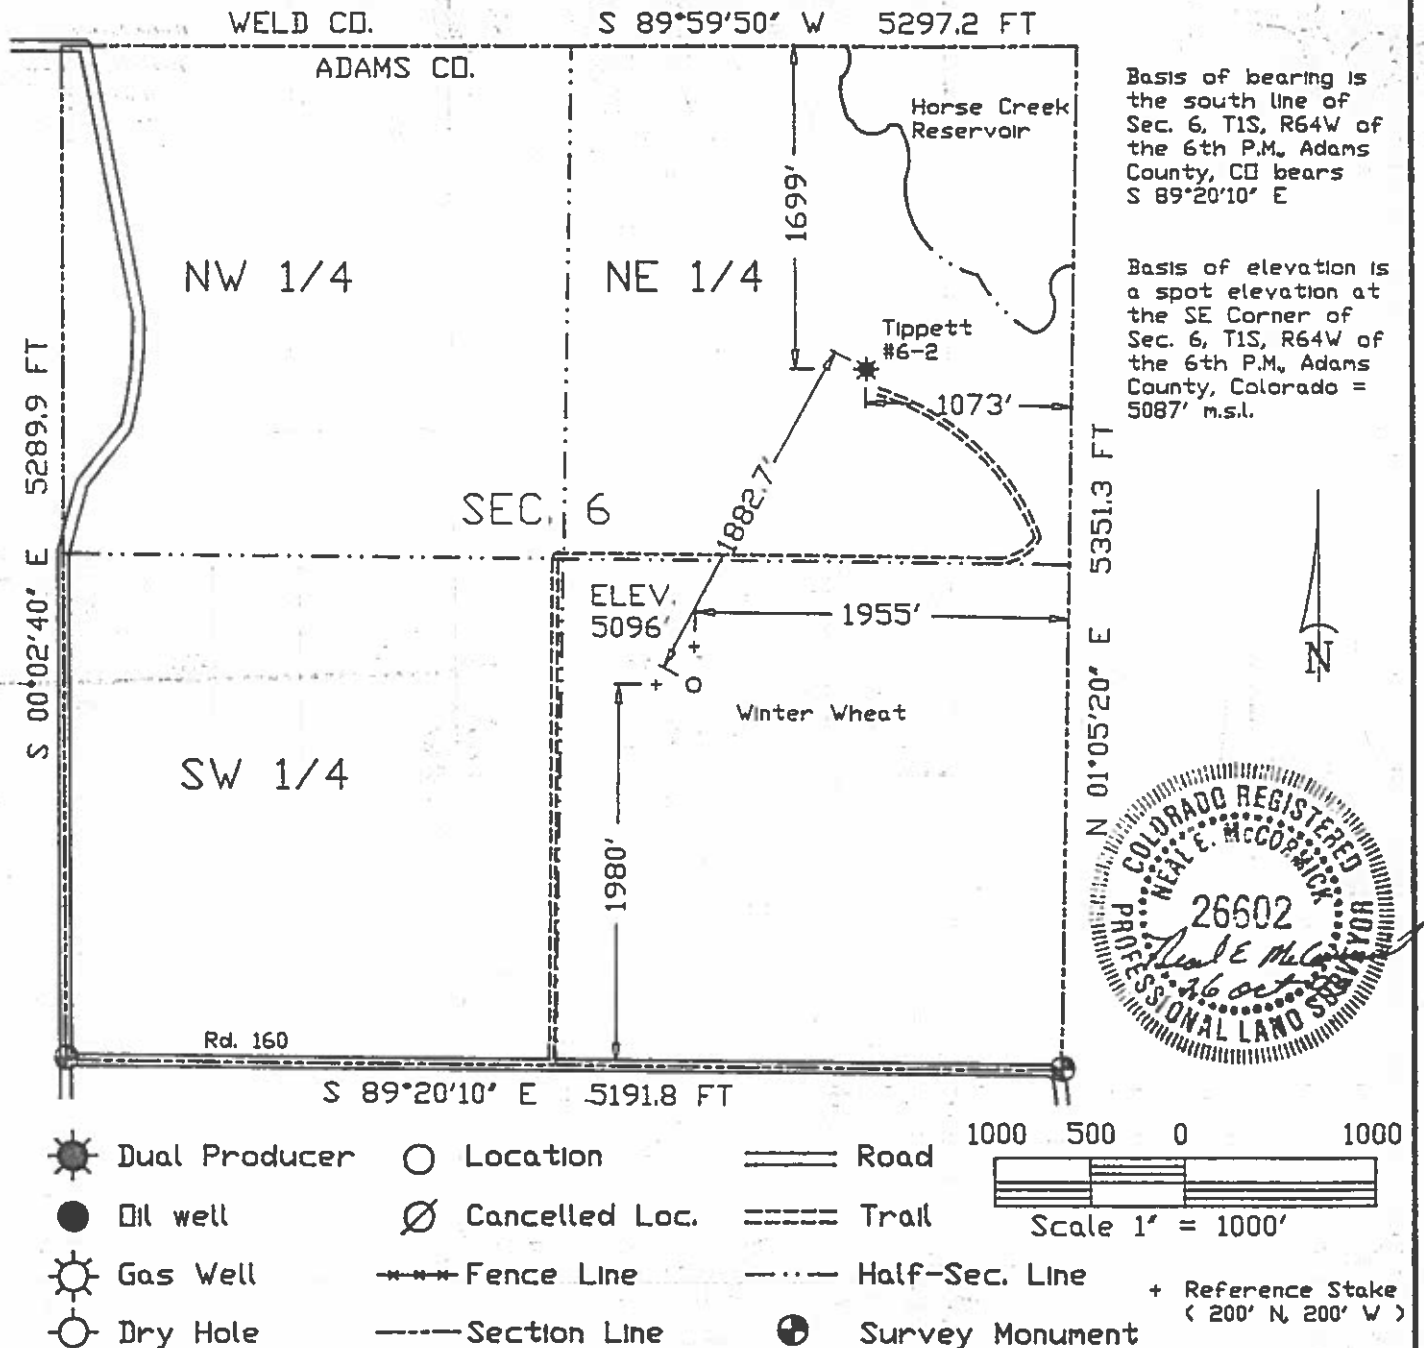 WELD CO.
S 89°59'50" W 5297.2 FT
ADAMS CO.
Horse Creek
Reservoir
Basis of bearing is
the south line of
Sec. 6, T1S, R64W of
the 6th P.M., Adams
County, CO bears
S 89°20'10" E
1699'
NW 1/4
NE 1/4
Basis of elevation is
a spot elevation at
the SE Corner of
Sec. 6, T1S, R64W of
the 6th P.M., Adams
County, Colorado =
5087' m.s.l.
Tippett
#6-2
1073'
S 00°02'40" E 5289.9 FT
N 01°05'20" E 5351.3 FT
1882.7'
SEC. 6
ELEV.
5096'
1955'
N
Winter Wheat
SW 1/4
1980'
COLORADO REGISTERED
NEAL E. McCORMICK
26602
Neal E McCormick
26 oct
PROFESSIONAL LAND SURVEYOR
Rd. 160
S 89°20'10" E 5191.8 FT
1000 500 0 1000
Scale 1" = 1000'
Dual Producer
Location
Road
Oil well
Cancelled Loc.
Trail
Gas Well
Fence Line
Half-Sec. Line
+ Reference Stake
( 200' N, 200' W )
Dry Hole
Section Line
Survey Monument